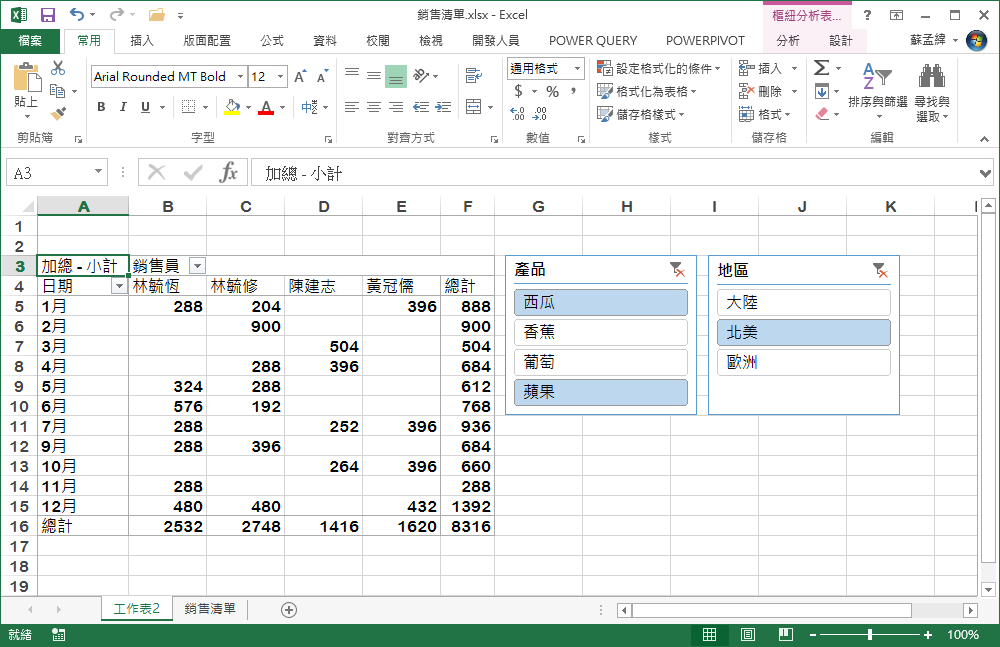 銷售清單.xlsx - Excel
樞紐分析表...
?
檔案 常用 插入 版面配置 公式 資料 校閱 檢視 開發人員 POWER QUERY POWERPIVOT 分析 設計 蘇孟緯
貼上
Arial Rounded MT Bold 12
B I U A 中
通用格式
$ % ,
設定格式化的條件
格式化為表格
儲存格樣式
插入
刪除
格式
Σ
排序與篩選
尋找與
選取
剪貼簿 字型 對齊方式 數值 樣式 儲存格 編輯
A3 fx 加總 - 小計
A B C D E F G H I J K
1
2
3 加總 - 小計 銷售員
4 日期 林毓恆 林毓修 陳建志 黃冠儒 總計
5 1月 288 204 396 888
6 2月 900 900
7 3月 504 504
8 4月 288 396 684
9 5月 324 288 612
10 6月 576 192 768
11 7月 288 252 396 936
12 9月 288 396 684
13 10月 264 396 660
14 11月 288 288
15 12月 480 480 432 1392
16 總計 2532 2748 1416 1620 8316
17
18
19
產品
西瓜
香蕉
葡萄
蘋果
地區
大陸
北美
歐洲
工作表2 銷售清單
就緒 100%